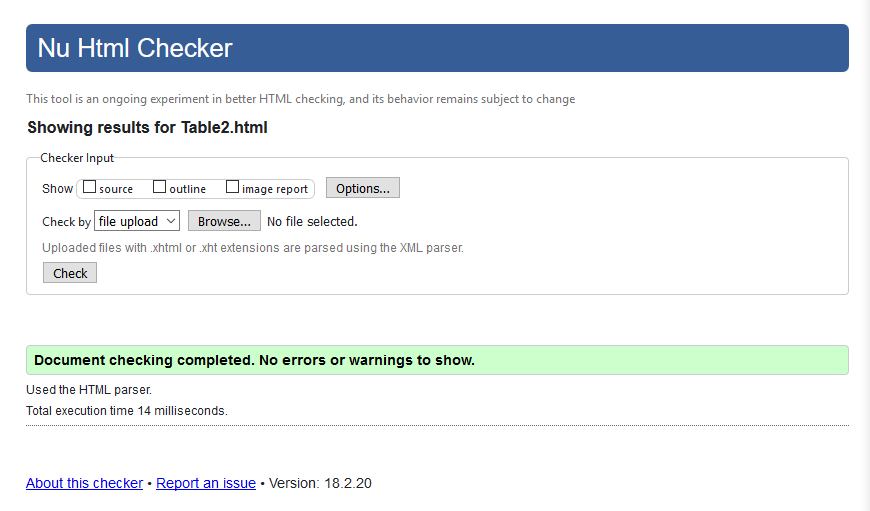 Nu Html Checker
This tool is an ongoing experiment in better HTML checking, and its behavior remains subject to change
Showing results for Table2.html
Checker Input
Show source outline image report Options...
Check by file upload Browse... No file selected.
Uploaded files with .xhtml or .xht extensions are parsed using the XML parser.
Check
Document checking completed. No errors or warnings to show.
Used the HTML parser.
Total execution time 14 milliseconds.
About this checker • Report an issue • Version: 18.2.20